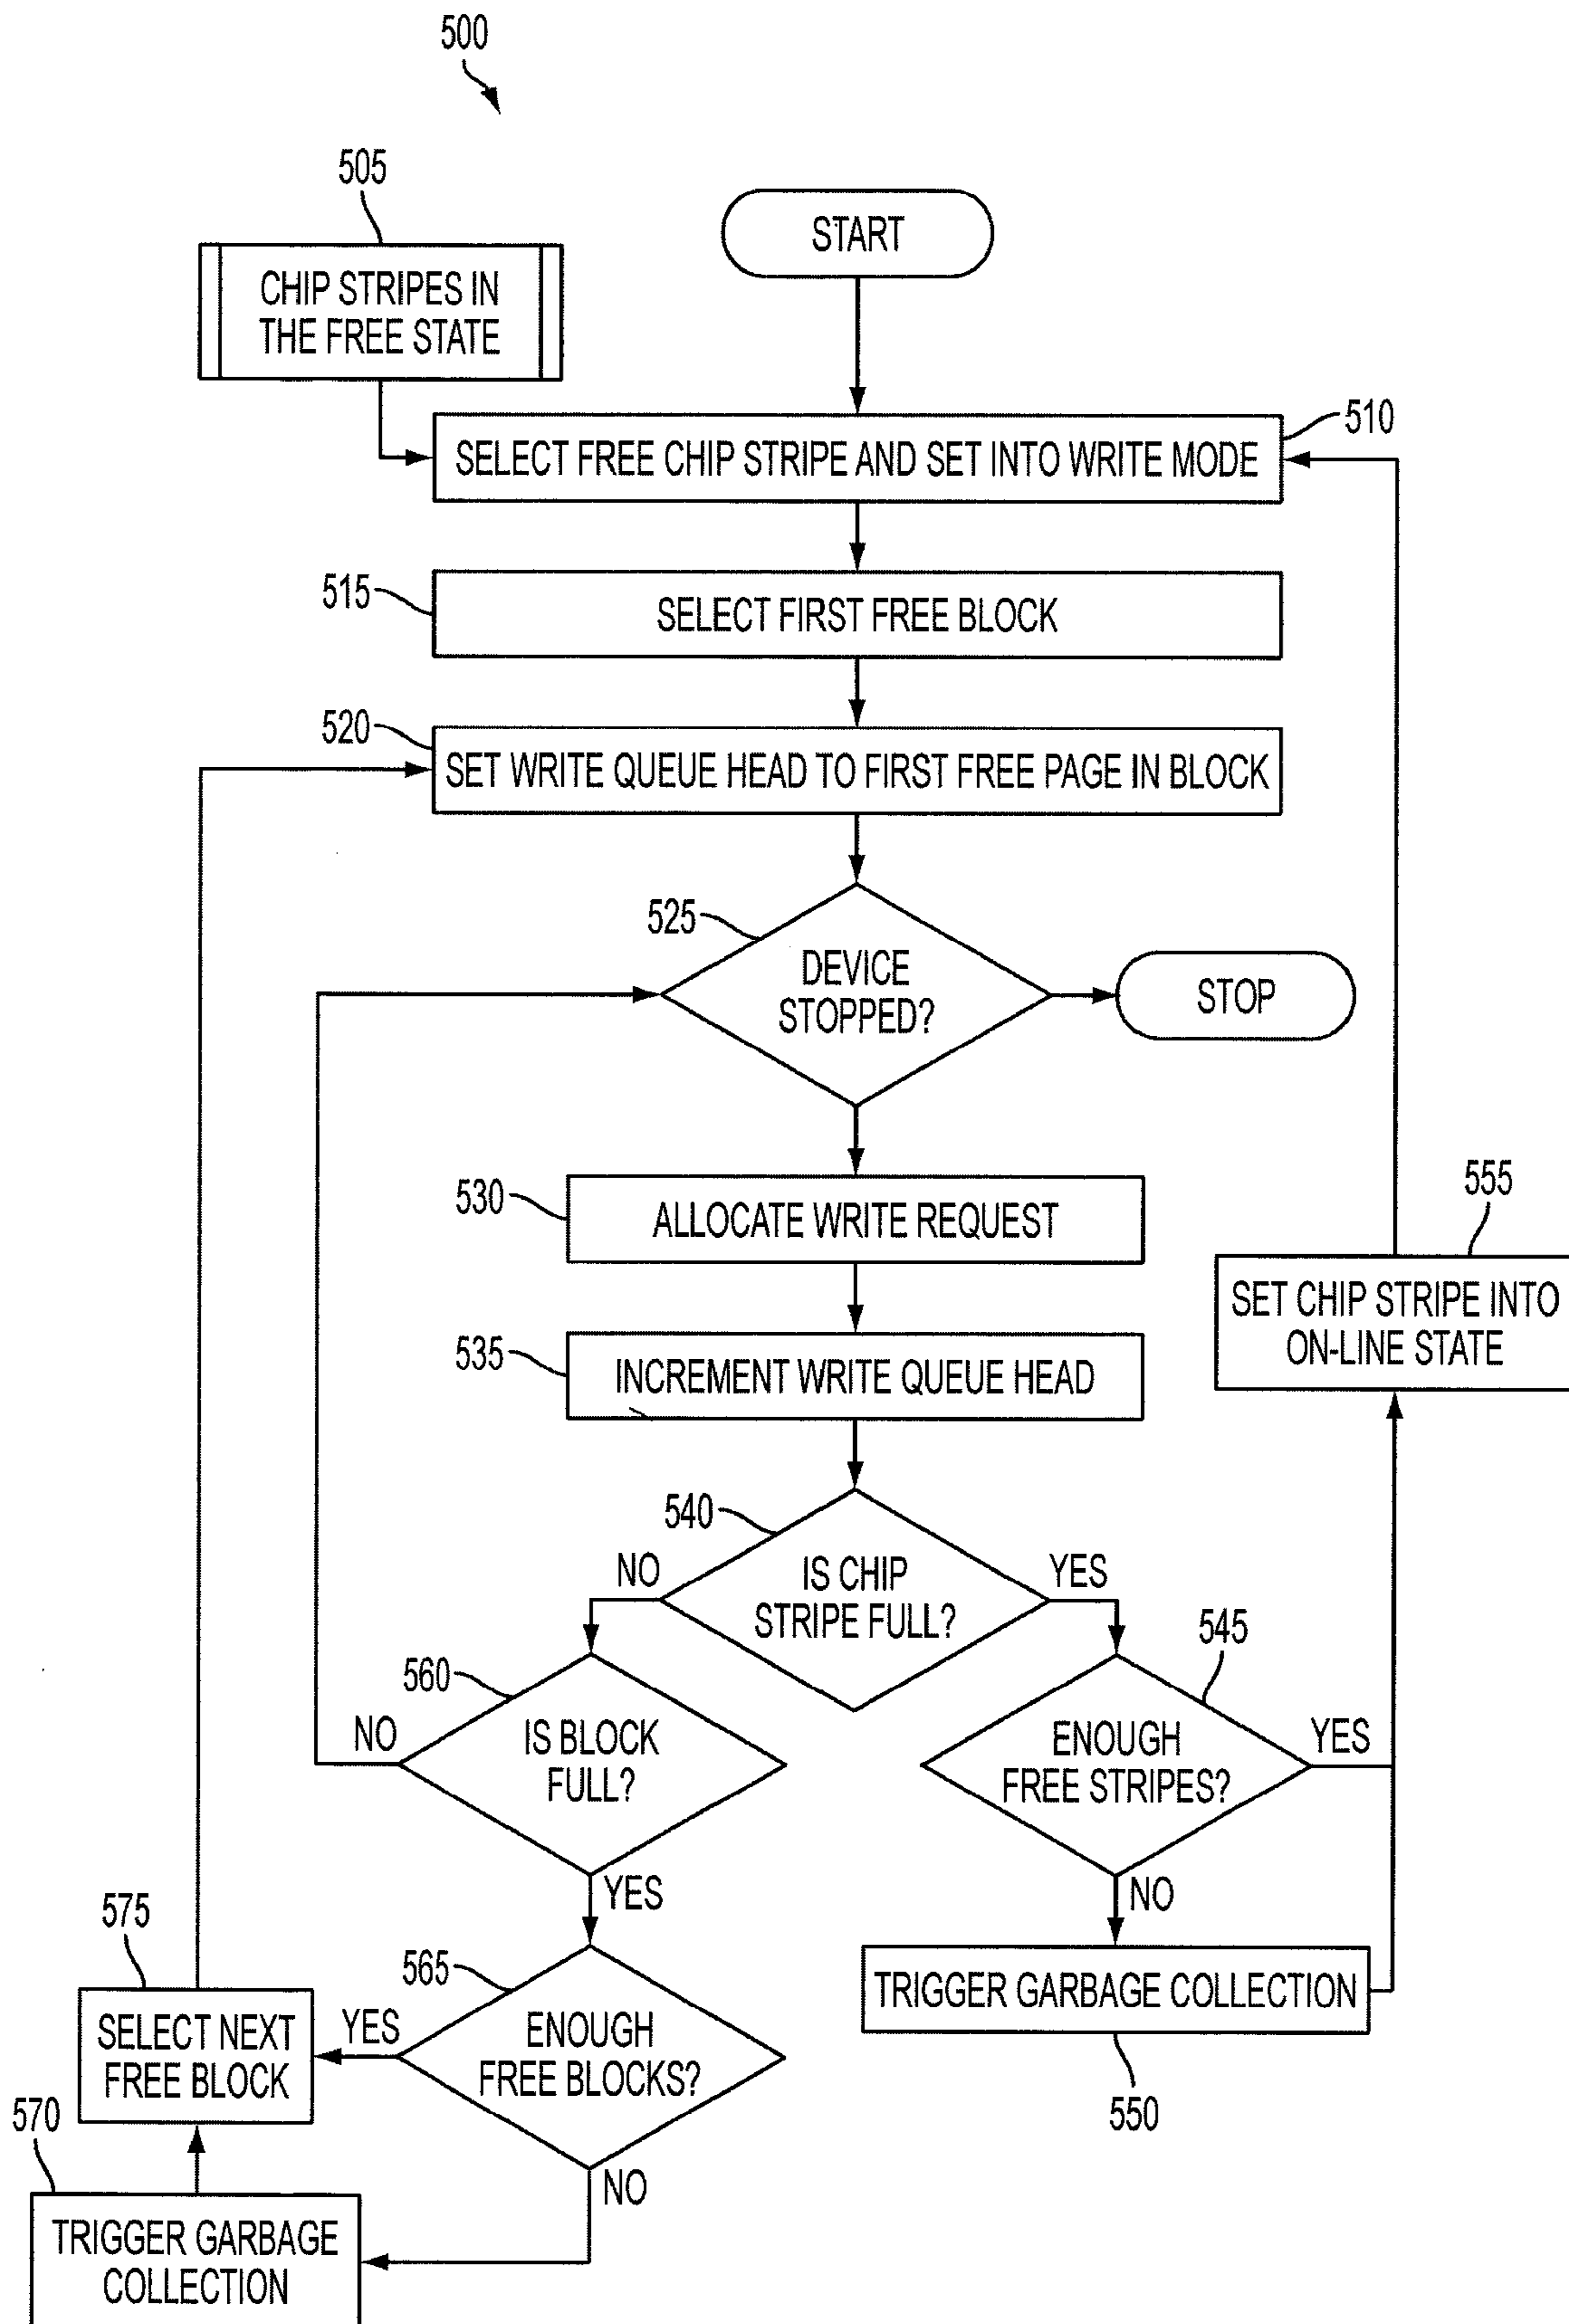 500
505
START
CHIP STRIPES IN
THE FREE STATE
510
SELECT FREE CHIP STRIPE AND SET INTO WRITE MODE
515
SELECT FIRST FREE BLOCK
520
SET WRITE QUEUE HEAD TO FIRST FREE PAGE IN BLOCK
525
DEVICE
STOPPED?
STOP
530
ALLOCATE WRITE REQUEST
555
SET CHIP STRIPE INTO
ON-LINE STATE
535
INCREMENT WRITE QUEUE HEAD
540
NO
IS CHIP
STRIPE FULL?
YES
545
560
NO
IS BLOCK
FULL?
ENOUGH
FREE STRIPES?
YES
YES
NO
575
565
SELECT NEXT
FREE BLOCK
YES
ENOUGH
FREE BLOCKS?
TRIGGER GARBAGE COLLECTION
550
570
NO
TRIGGER GARBAGE
COLLECTION